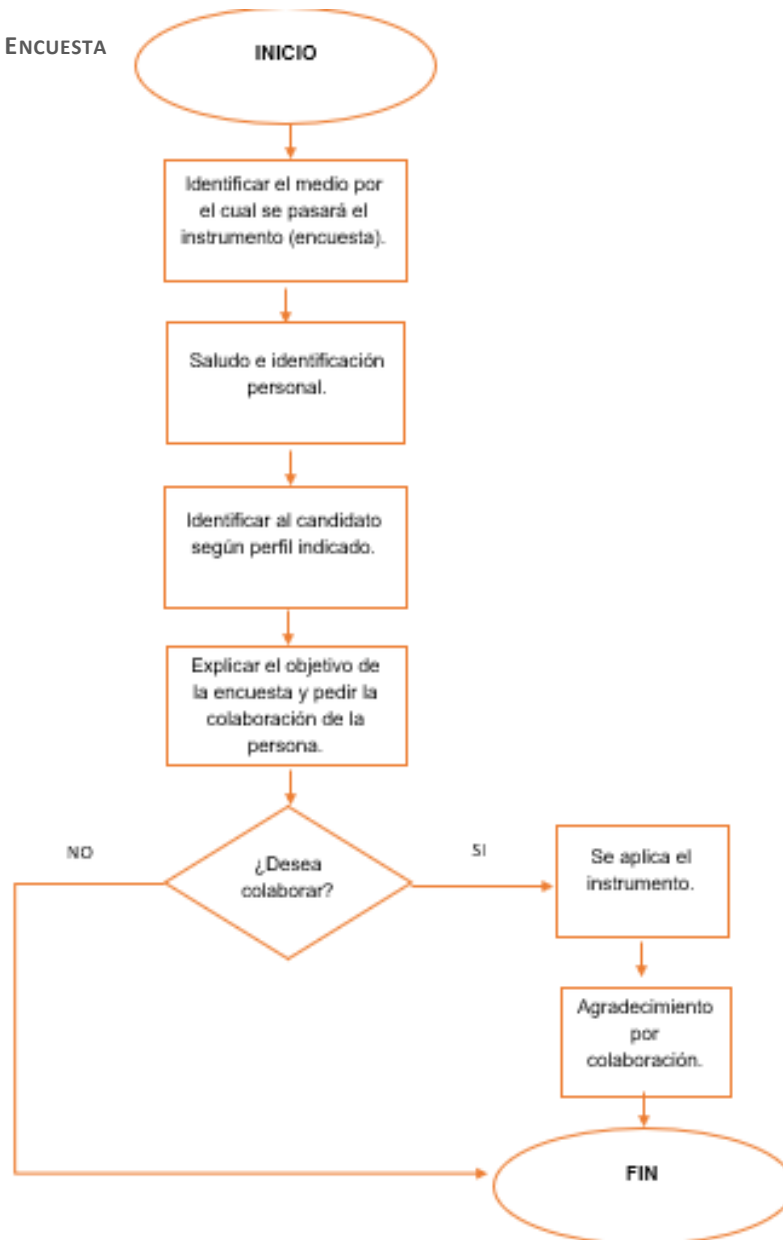 ENCUESTA
INICIO
Identificar el medio por
el cual se pasará el
instrumento (encuesta).
Saludo e identificación
personal.
Identificar al candidato
según perfil indicado.
Explicar el objetivo de
la encuesta y pedir la
colaboración de la
persona.
¿Desea
colaborar?
NO
SI
Se aplica el
instrumento.
Agradecimiento
por
colaboración.
FIN